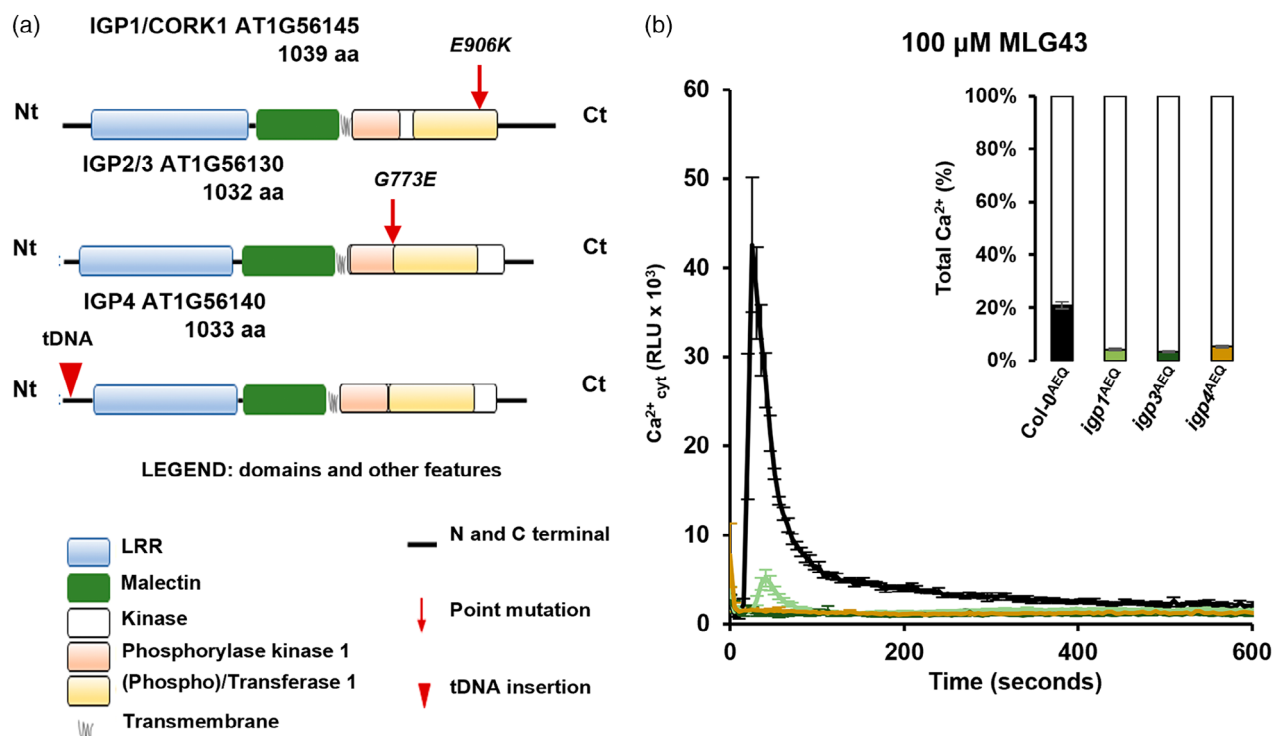 (a)
IGP1/CORK1 AT1G56145
1039 aa
E906K
Nt
Ct
IGP2/3 AT1G56130
1032 aa
G773E
Nt
Ct
IGP4 AT1G56140
1033 aa
tDNA
Nt
Ct
LEGEND: domains and other features
LRR
Malectin
Kinase
Phosphorylase kinase 1
(Phospho)/Transferase 1
Transmembrane
N and C terminal
Point mutation
tDNA insertion
(b)
100 µM MLG43
Ca²⁺ cyt (RLU x 10³)
60
50
40
30
20
10
0
0
200
400
600
Time (seconds)
Total Ca²⁺ (%)
100%
80%
60%
40%
20%
0%
Col-0ᴬᴱQ
igp1ᴬᴱQ
igp3ᴬᴱQ
igp4ᴬᴱQ